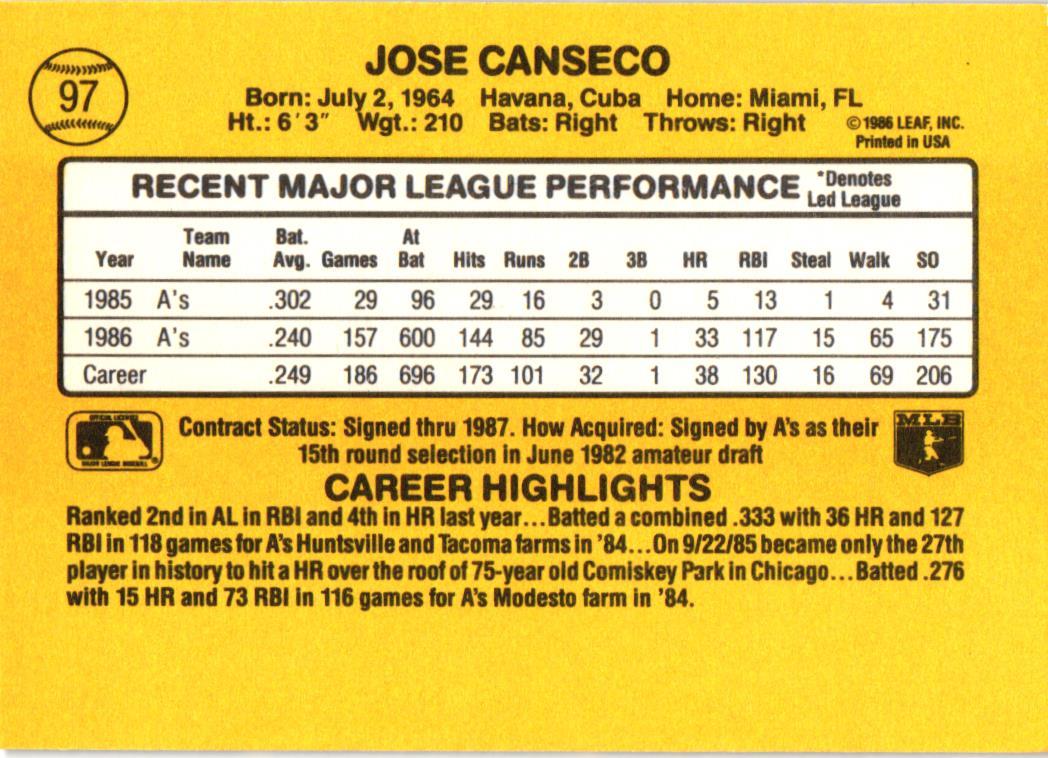 97
JOSE CANSECO
Born: July 2, 1964 Havana, Cuba Home: Miami, FL
Ht.: 6'3" Wgt.: 210 Bats: Right Throws: Right
©1986 LEAF, INC.
Printed in USA
RECENT MAJOR LEAGUE PERFORMANCE *Denotes
Led League
Year Team Name Bat. Avg. Games At Bat Hits Runs 2B 3B HR RBI Steal Walk SO
1985 A's .302 29 96 29 16 3 0 5 13 1 4 31
1986 A's .240 157 600 144 85 29 1 33 117 15 65 175
Career .249 186 696 173 101 32 1 38 130 16 69 206
OFFICIAL LICENSEE
MAJOR LEAGUE BASEBALL
Contract Status: Signed thru 1987. How Acquired: Signed by A's as their
15th round selection in June 1982 amateur draft
MLB
CAREER HIGHLIGHTS
Ranked 2nd in AL in RBI and 4th in HR last year...Batted a combined .333 with 36 HR and 127
RBI in 118 games for A's Huntsville and Tacoma farms in '84...On 9/22/85 became only the 27th
player in history to hit a HR over the roof of 75-year old Comiskey Park in Chicago...Batted .276
with 15 HR and 73 RBI in 116 games for A's Modesto farm in '84.